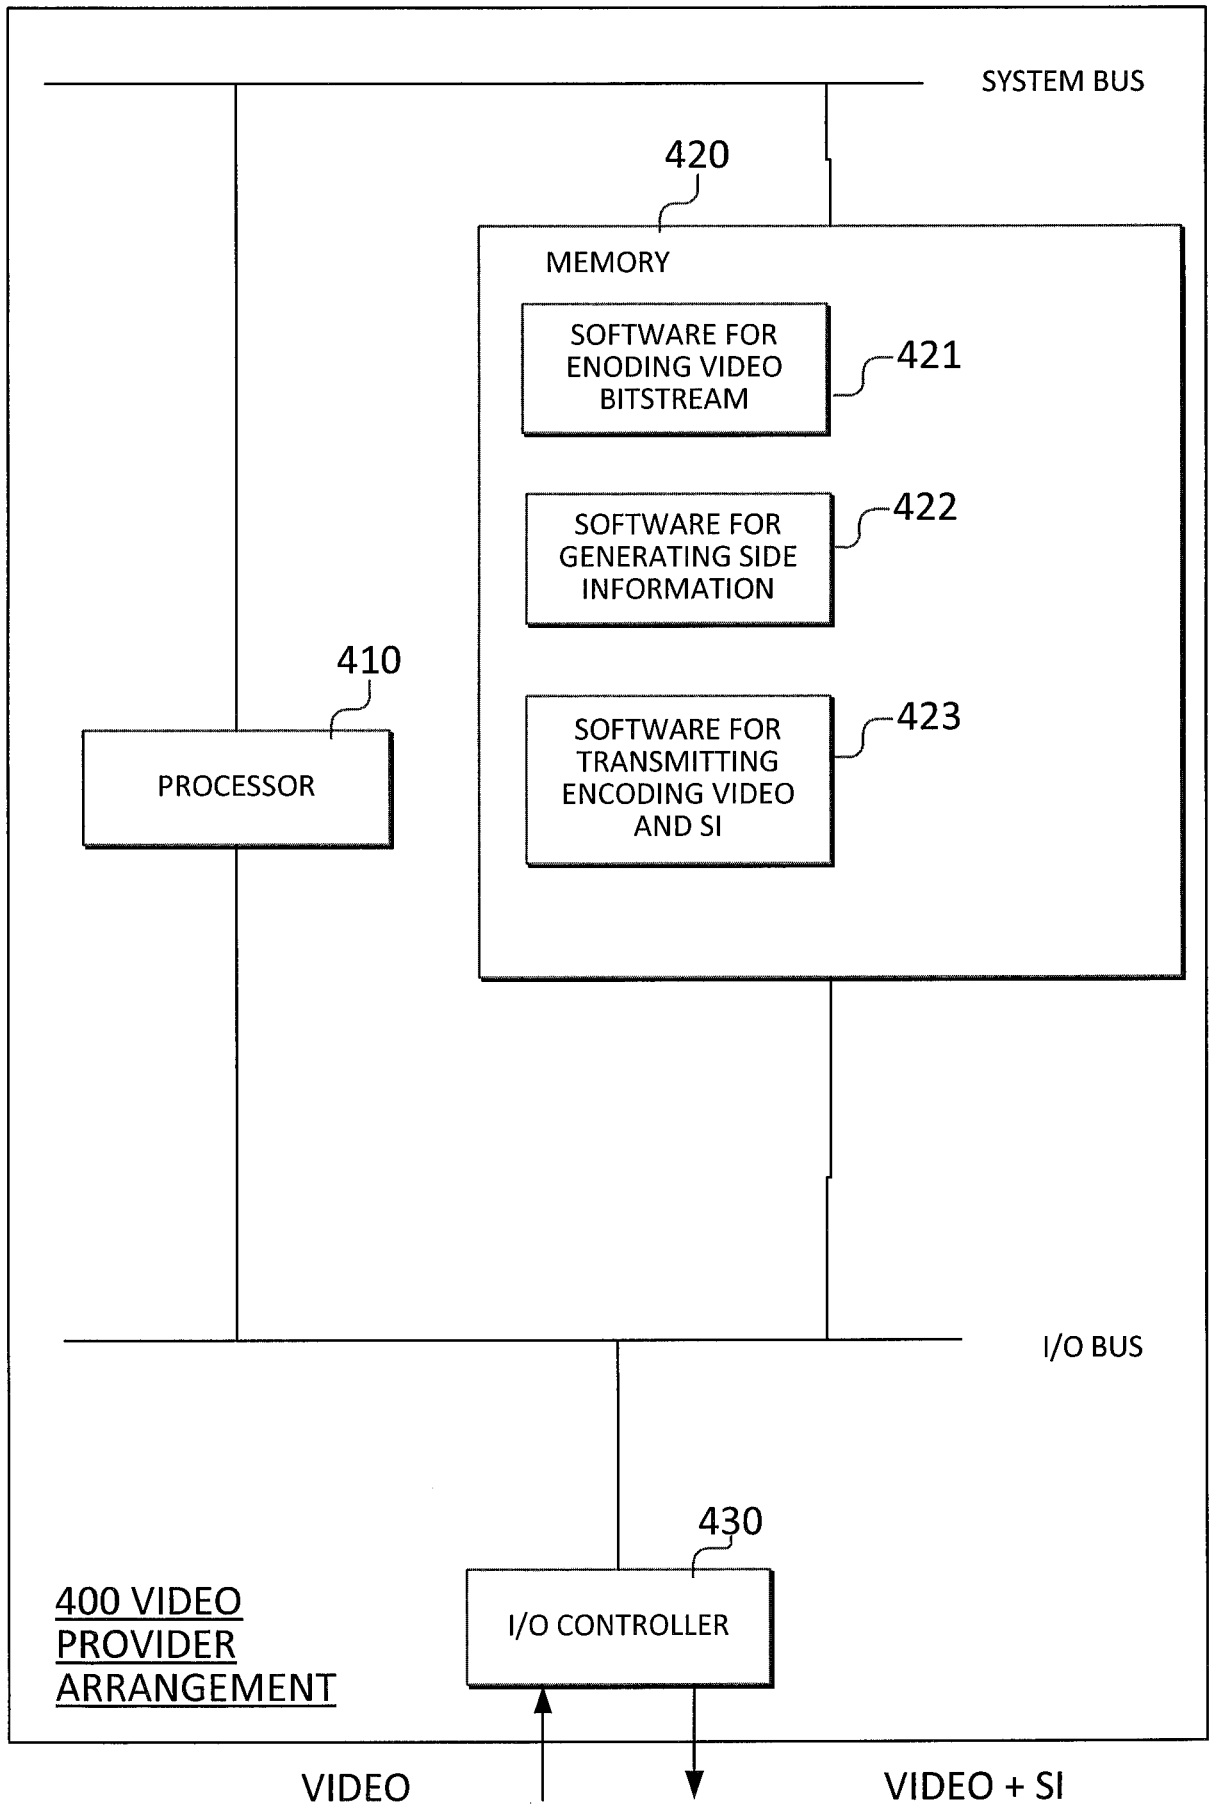 SYSTEM BUS
420
MEMORY
SOFTWARE FOR
ENODING VIDEO
BITSTREAM
421
SOFTWARE FOR
GENERATING SIDE
INFORMATION
422
410
PROCESSOR
SOFTWARE FOR
TRANSMITTING
ENCODING VIDEO
AND SI
423
I/O BUS
430
I/O CONTROLLER
400 VIDEO
PROVIDER
ARRANGEMENT
VIDEO
VIDEO + SI